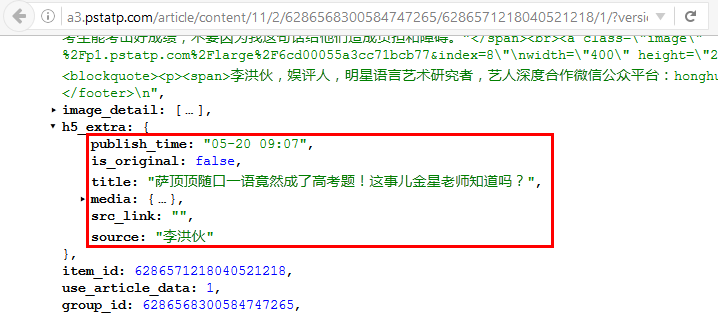 a3.pstatp.com/article/content/11/2/6286568300584747265/6286571218040521218/1/?versi
考生能考出好成绩，不要因为我这句话给他们造成负担和障碍。"</span><br><a class=\"image\"
%2Fp1.pstatp.com%2Flarge%2F6cd00055a3cc71bcb77&index=8\"\nwidth=\"400\" height=\"2
<blockquote><p><span>李洪伙，娱评人，明星语言艺术研究者，艺人深度合作微信公众平台：honghu
</footer>\n",
image_detail: […],
h5_extra: {
publish_time: "05-20 09:07",
is_original: false,
title: "萨顶顶随口一语竟然成了高考题！这事儿金星老师知道吗？",
media: {…},
src_link: "",
source: "李洪伙"
},
item_id: 6286571218040521218,
use_article_data: 1,
group_id: 6286568300584747265,